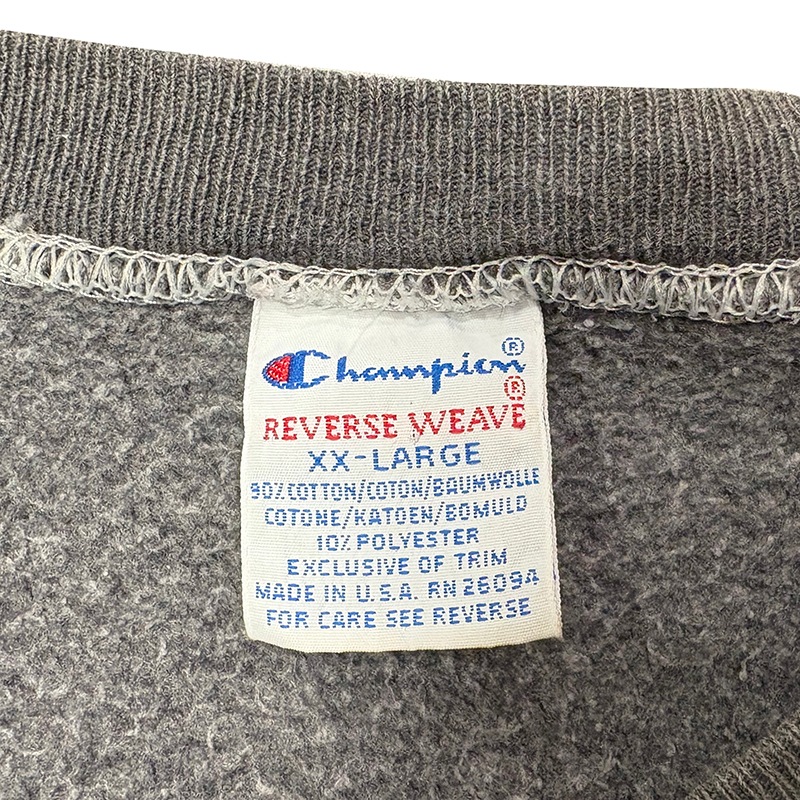 Champion®
REVERSE WEAVE®
XX-LARGE
90% COTTON/COTON/BAUMWOLLE
COTONE/KATOEN/BOMULD
10% POLYESTER
EXCLUSIVE OF TRIM
MADE IN U.S.A. RN 26094
FOR CARE SEE REVERSE